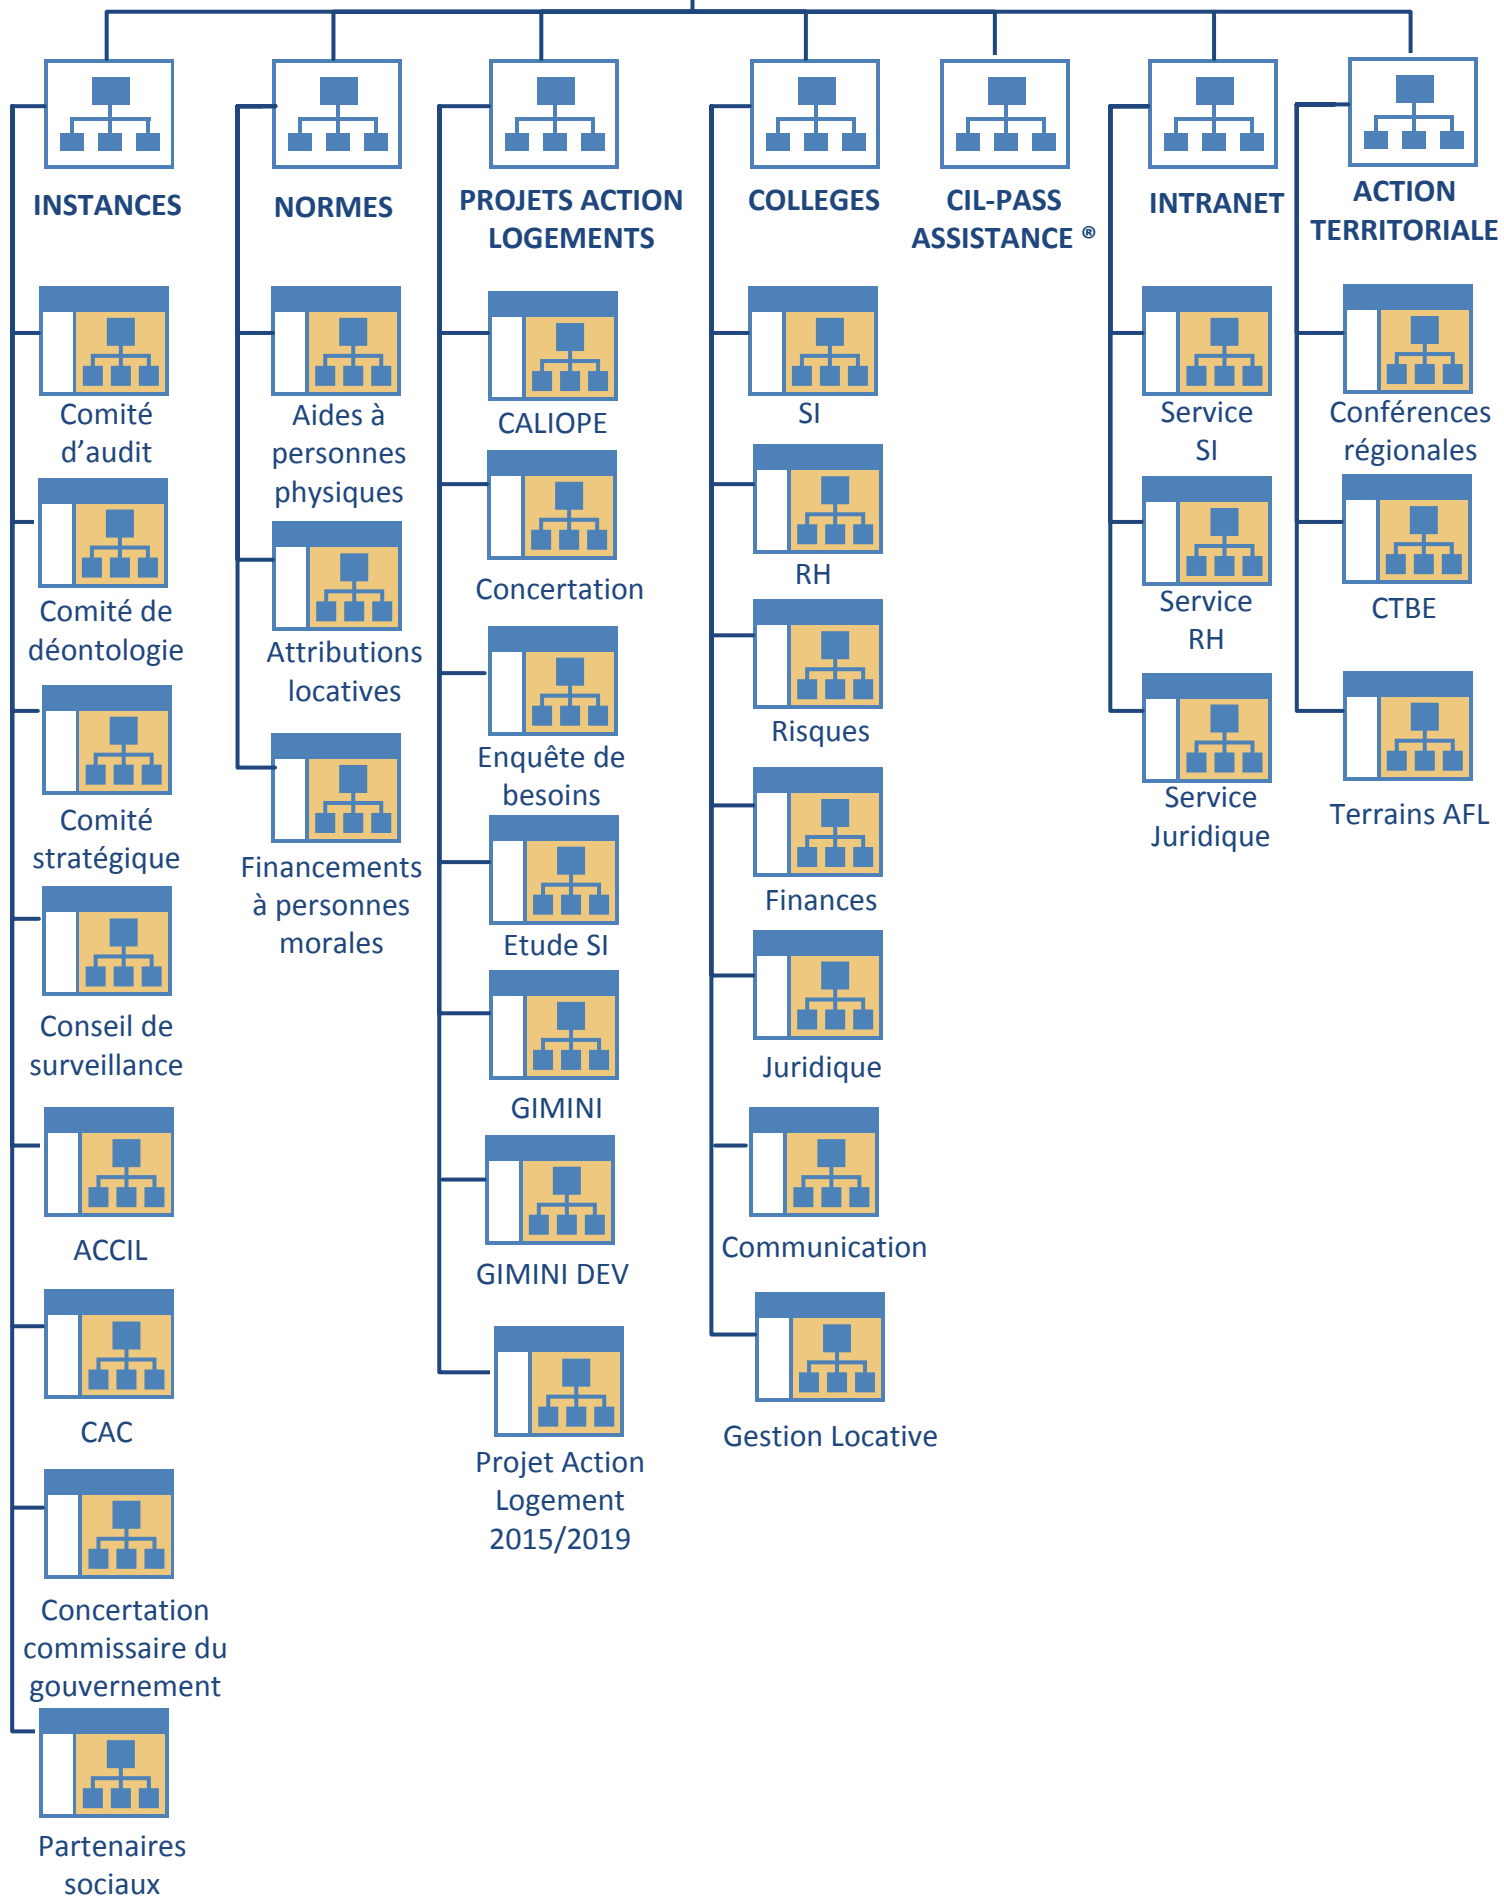 INSTANCES
Comité
d’audit
Comité de
déontologie
Comité
stratégique
Conseil de
surveillance
ACCIL
CAC
Concertation
commissaire du
gouvernement
Partenaires
sociaux
NORMES
Aides à
personnes
physiques
Attributions
locatives
Financements
à personnes
morales
PROJETS ACTION
LOGEMENTS
CALIOPE
Concertation
Enquête de
besoins
Etude SI
GIMINI
GIMINI DEV
Projet Action
Logement
2015/2019
COLLEGES
SI
RH
Risques
Finances
Juridique
Communication
Gestion Locative
CIL-PASS
ASSISTANCE ®
INTRANET
Service
SI
Service
RH
Service
Juridique
ACTION
TERRITORIALE
Conférences
régionales
CTBE
Terrains AFL